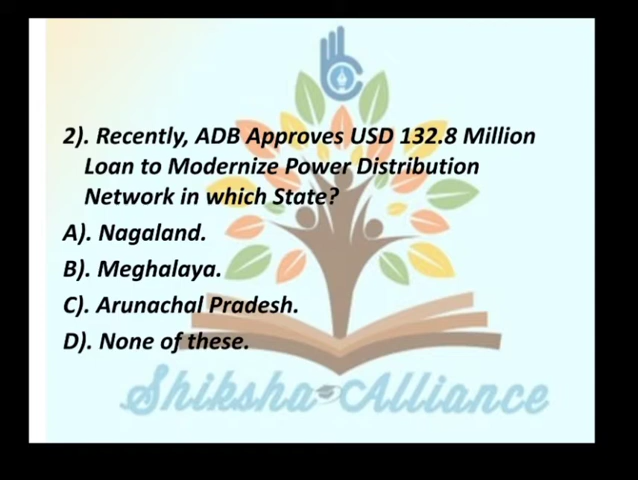 2). Recently, ADB Approves USD 132.8 Million
Loan to Modernize Power Distribution
Network in which State?
A). Nagaland.
B). Meghalaya.
C). Arunachal Pradesh.
D). None of these.
Shiksha Alliance